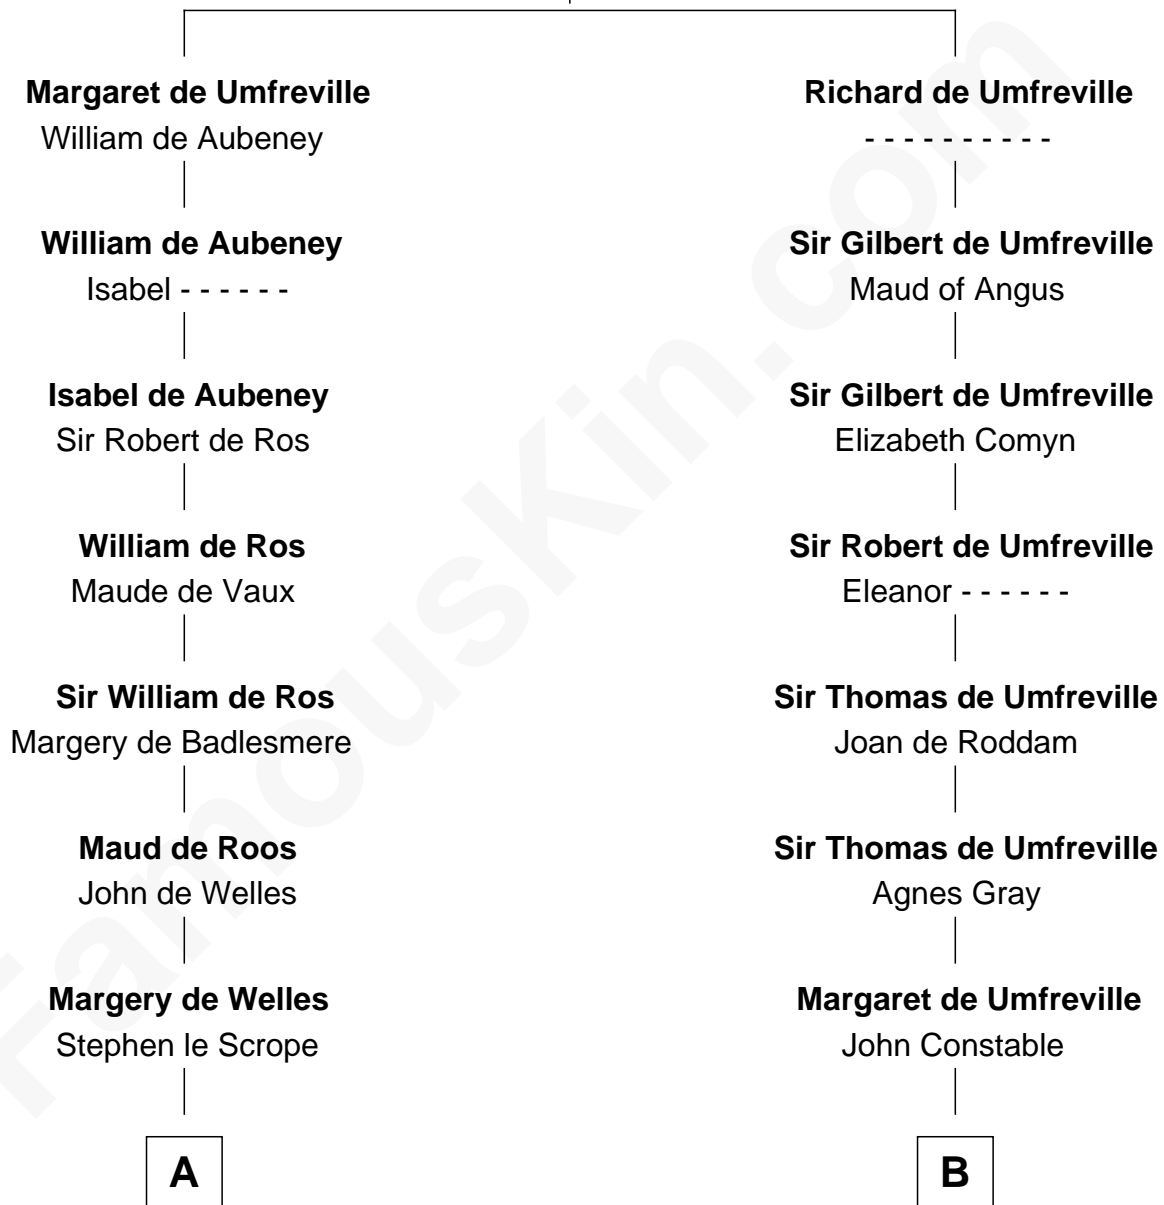 Margaret de Umfreville
William de Aubeney
William de Aubeney
Isabel - - - - - -
Isabel de Aubeney
Sir Robert de Ros
William de Ros
Maude de Vaux
Sir William de Ros
Margery de Badlesmere
Maud de Roos
John de Welles
Margery de Welles
Stephen le Scrope
A
Richard de Umfreville
- - - - - - - - - -
Sir Gilbert de Umfreville
Maud of Angus
Sir Gilbert de Umfreville
Elizabeth Comyn
Sir Robert de Umfreville
Eleanor - - - - - -
Sir Thomas de Umfreville
Joan de Roddam
Sir Thomas de Umfreville
Agnes Gray
Margaret de Umfreville
John Constable
B
FamousKin.com